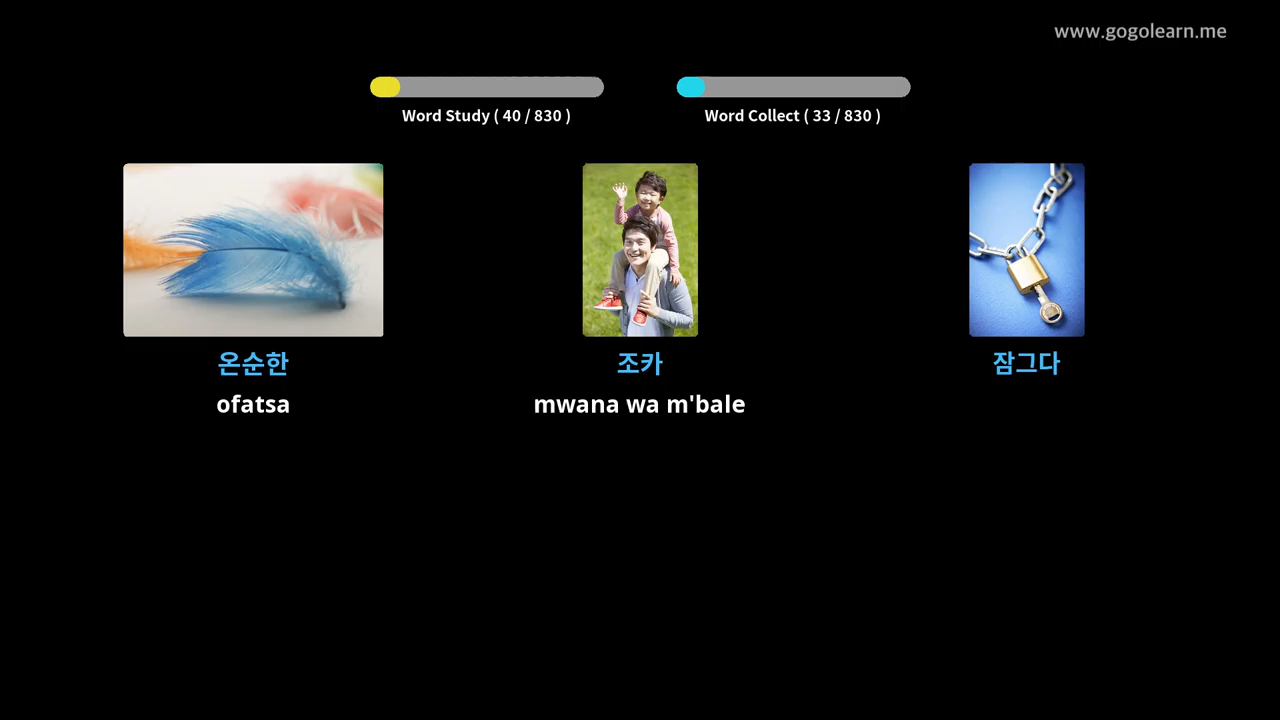 www.gogolearn.me
Word Study ( 40 / 830 )
Word Collect ( 33 / 830 )
온순한
ofatsa
조카
mwana wa m'bale
잠그다